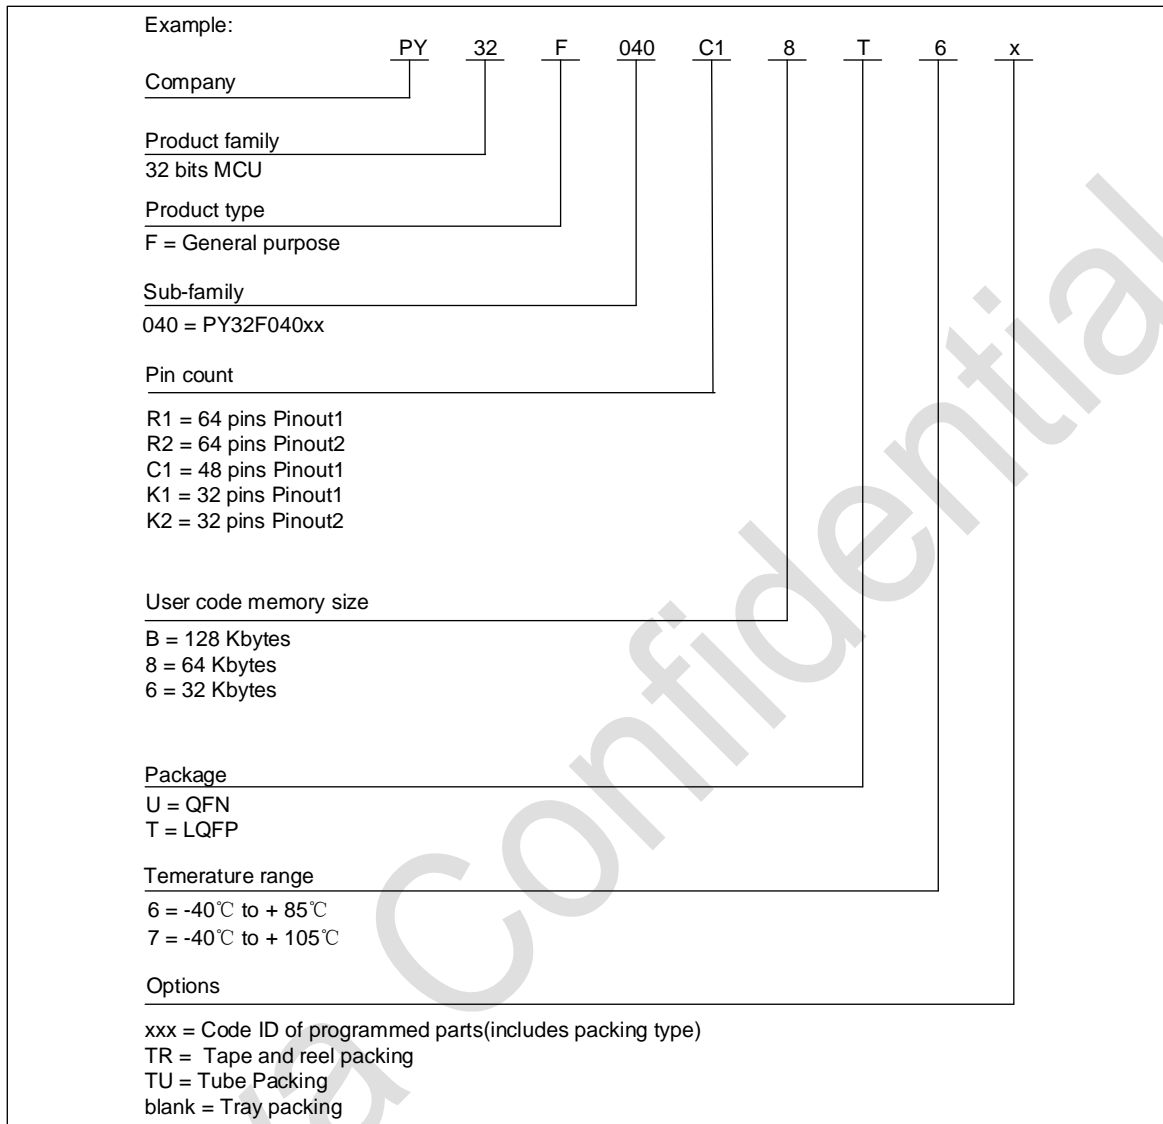 Example:
PY 32 F 040 C1 8 T 6 x
Company
Product family
32 bits MCU
Product type
F = General purpose
Sub-family
040 = PY32F040xx
Pin count
R1 = 64 pins Pinout1
R2 = 64 pins Pinout2
C1 = 48 pins Pinout1
K1 = 32 pins Pinout1
K2 = 32 pins Pinout2
User code memory size
B = 128 Kbytes
8 = 64 Kbytes
6 = 32 Kbytes
Package
U = QFN
T = LQFP
Temerature range
6 = -40℃ to + 85℃
7 = -40℃ to + 105℃
Options
xxx = Code ID of programmed parts(includes packing type)
TR = Tape and reel packing
TU = Tube Packing
blank = Tray packing
Confidential